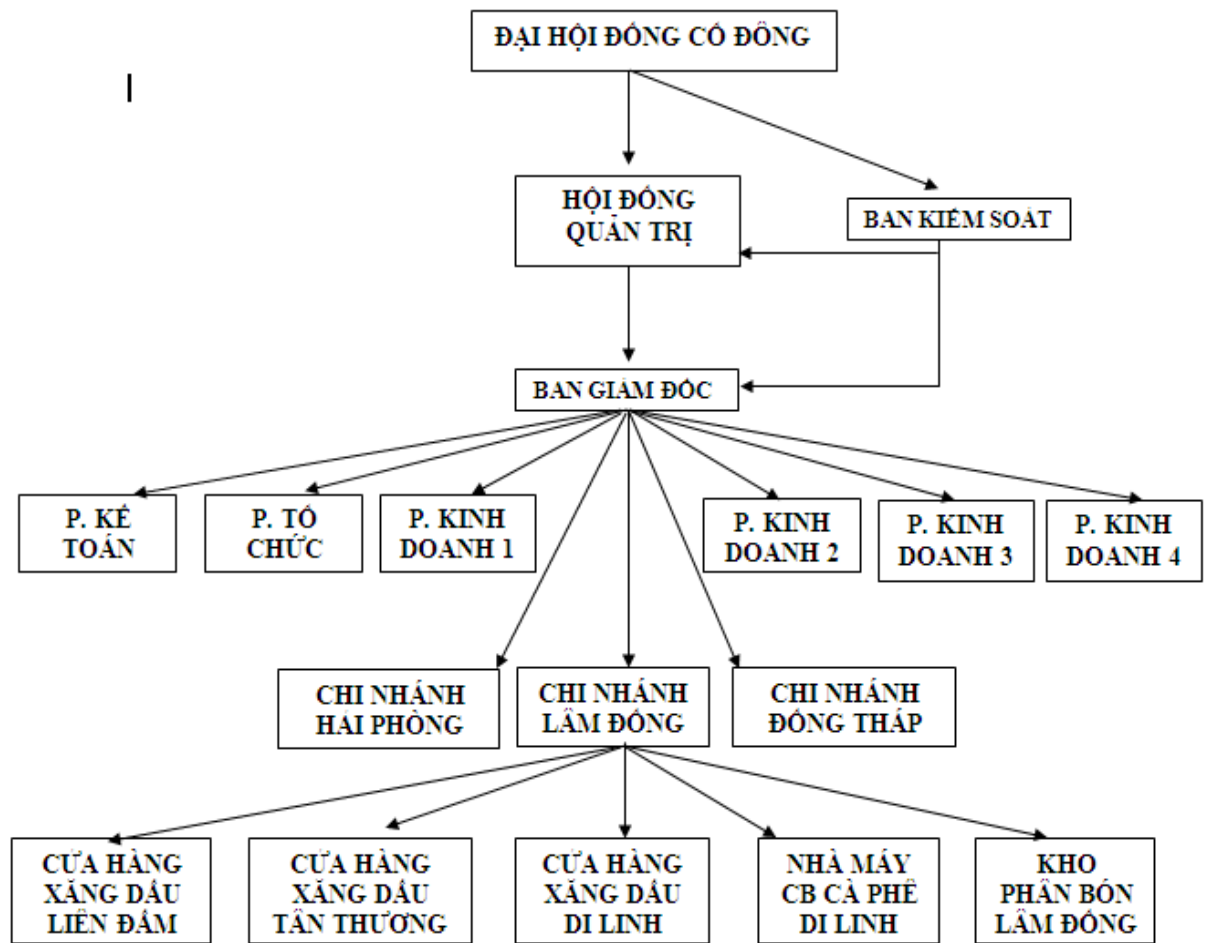 ĐẠI HỘI ĐỒNG CỔ ĐÔNG
HỘI ĐỒNG
QUẢN TRỊ
BAN KIỂM SOÁT
BAN GIÁM ĐỐC
P. KẾ
TOÁN
P. TỔ
CHỨC
P. KINH
DOANH 1
P. KINH
DOANH 2
P. KINH
DOANH 3
P. KINH
DOANH 4
CHI NHÁNH
HẢI PHÒNG
CHI NHÁNH
LÂM ĐỒNG
CHI NHÁNH
ĐỒNG THÁP
CỬA HÀNG
XĂNG DẦU
LIÊN ĐẦM
CỬA HÀNG
XĂNG DẦU
TÂN THƯỢNG
CỬA HÀNG
XĂNG DẦU
DI LINH
NHÀ MÁY
CB CÀ PHÊ
DI LINH
KHO
PHÂN BÓN
LÂM ĐỒNG